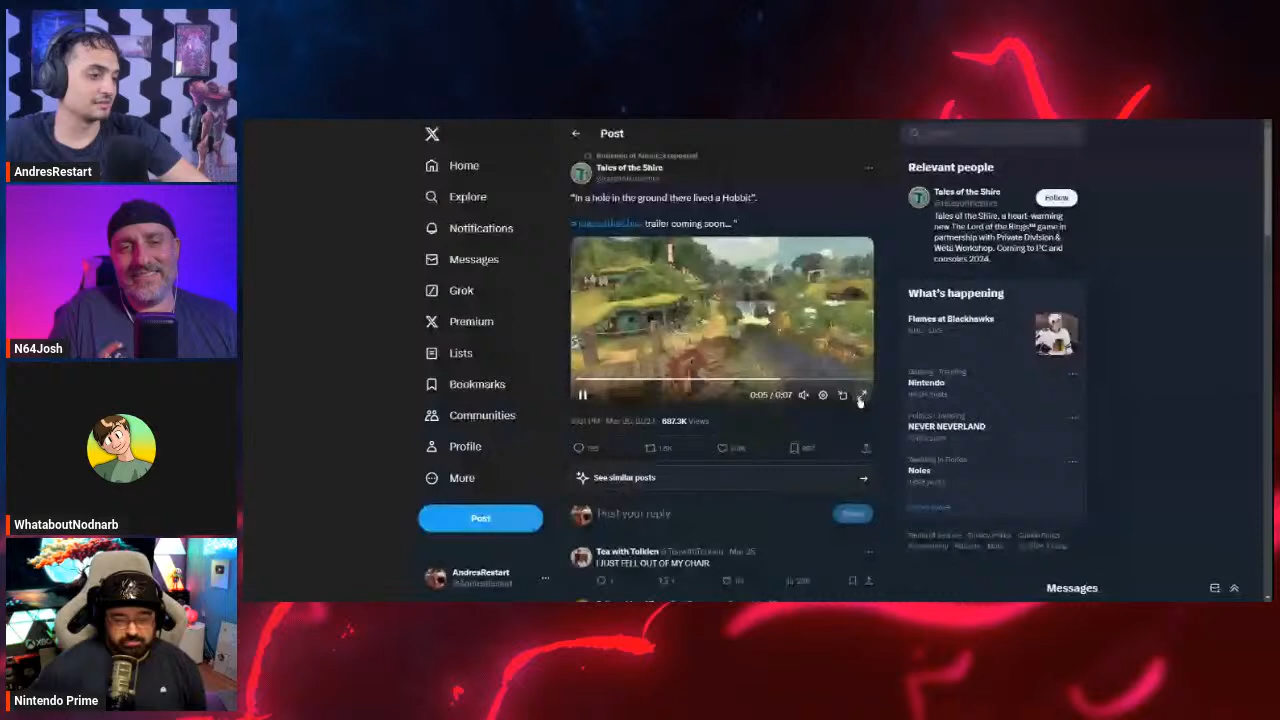 AndresRestart
N64Josh
WhataboutNodnarb
Nintendo Prime
Home
Explore
Notifications
Messages
Grok
Premium
Lists
Bookmarks
Communities
Profile
More
Post
AndresRestart
Post
Tales of the Shire
"In a hole in the ground there lived a Hobbit".
trailer coming soon... "
0:05 / 0:07
687.3K Views
See similar posts
Post your reply
Tea with Tolkien
I JUST FELL OUT OF MY CHAIR
Relevant people
Tales of the Shire
Follow
Tales of the Shire, a heart-warming
new The Lord of the Rings™ game in
partnership with Private Division &
Weta Workshop. Coming to PC and
consoles 2024.
What's happening
Flames at Blackhawks
Nintendo
NEVER NEVERLAND
Noles
Messages